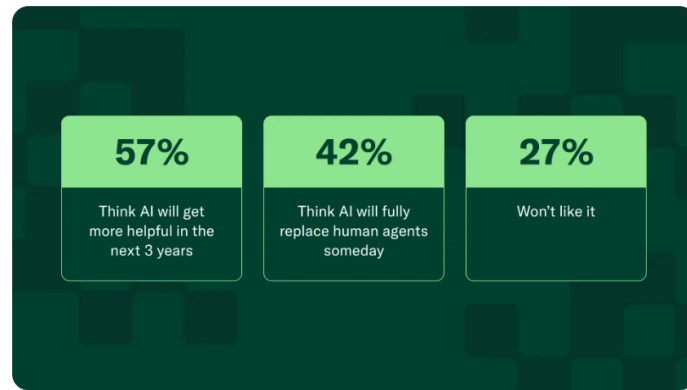 57%
Think AI will get
more helpful in the
next 3 years
42%
Think AI will fully
replace human agents
someday
27%
Won't like it